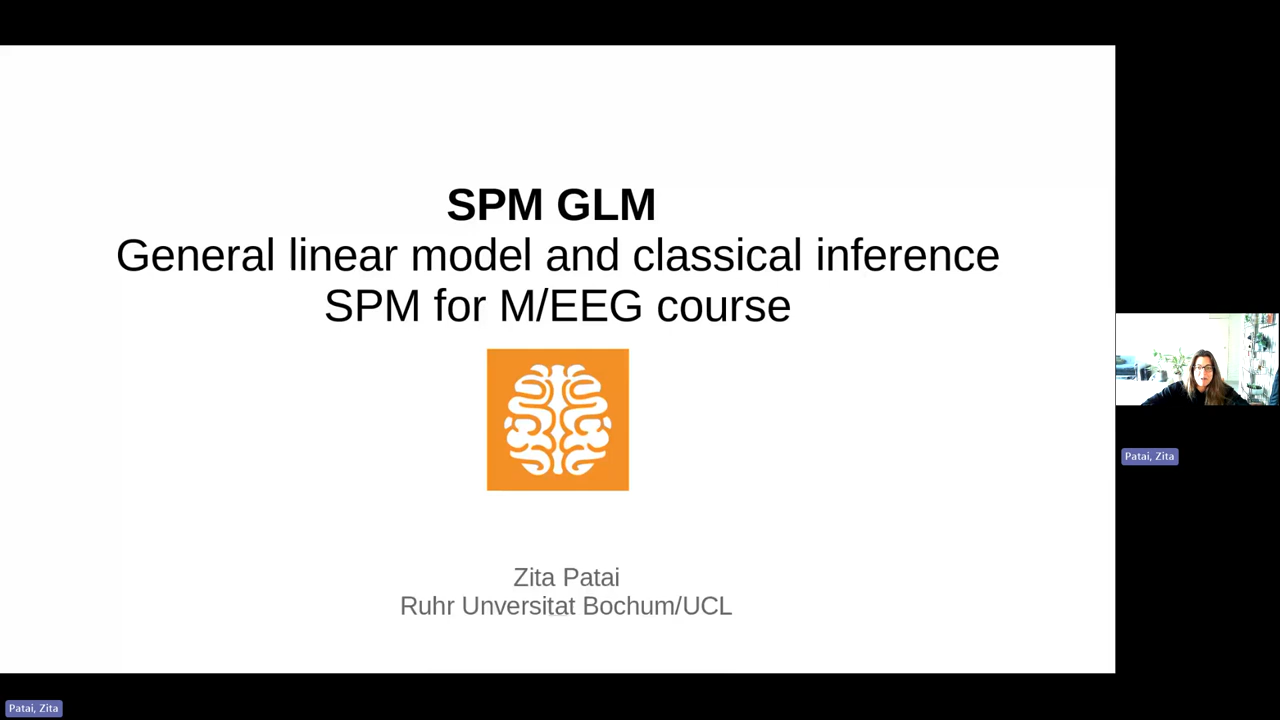 SPM GLM
General linear model and classical inference
SPM for M/EEG course
Zita Patai
Ruhr Unversitat Bochum/UCL
Patai, Zita
Patai, Zita